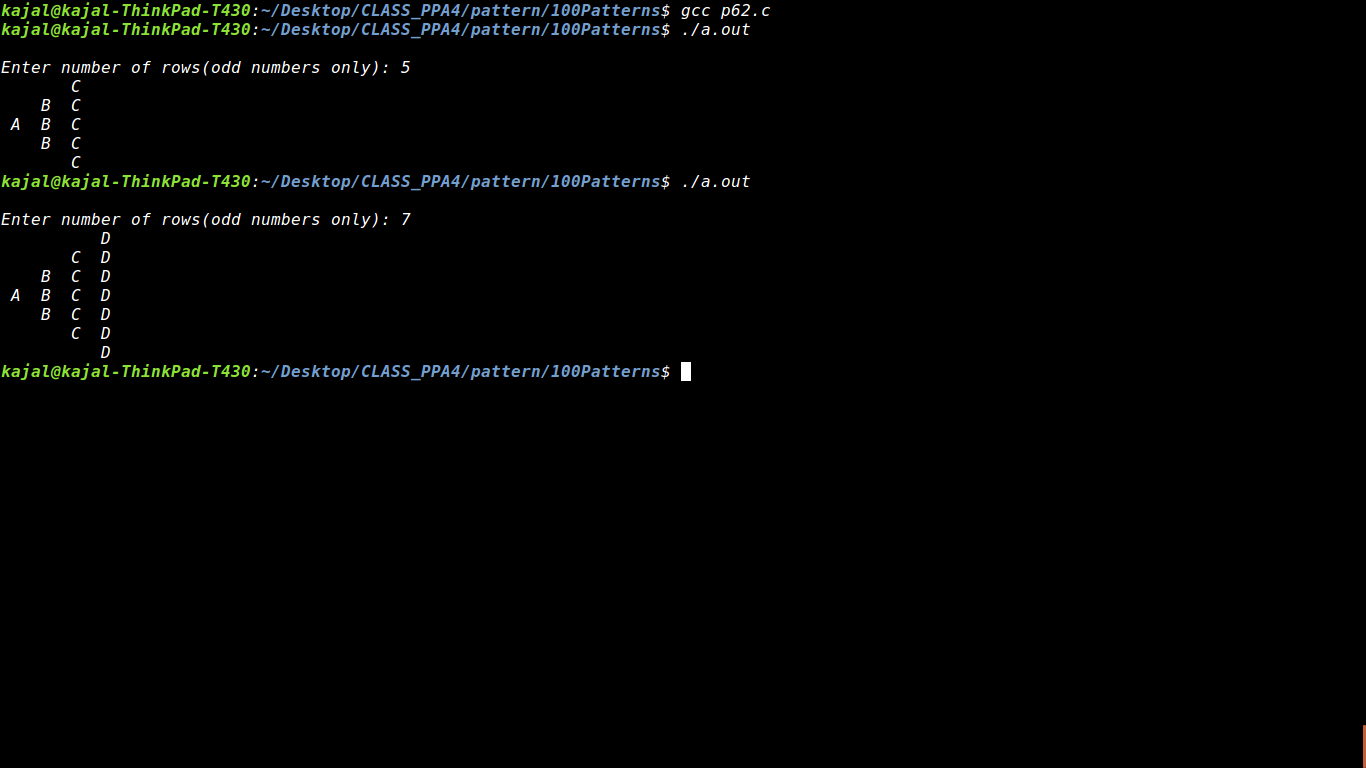 kajal@kajal-ThinkPad-T430:~/Desktop/CLASS_PPA4/pattern/100Patterns$ gcc p62.c
kajal@kajal-ThinkPad-T430:~/Desktop/CLASS_PPA4/pattern/100Patterns$ ./a.out

Enter number of rows(odd numbers only): 5
       C
    B  C
 A  B  C
    B  C
       C
kajal@kajal-ThinkPad-T430:~/Desktop/CLASS_PPA4/pattern/100Patterns$ ./a.out

Enter number of rows(odd numbers only): 7
          D
       C  D
    B  C  D
 A  B  C  D
    B  C  D
       C  D
          D
kajal@kajal-ThinkPad-T430:~/Desktop/CLASS_PPA4/pattern/100Patterns$